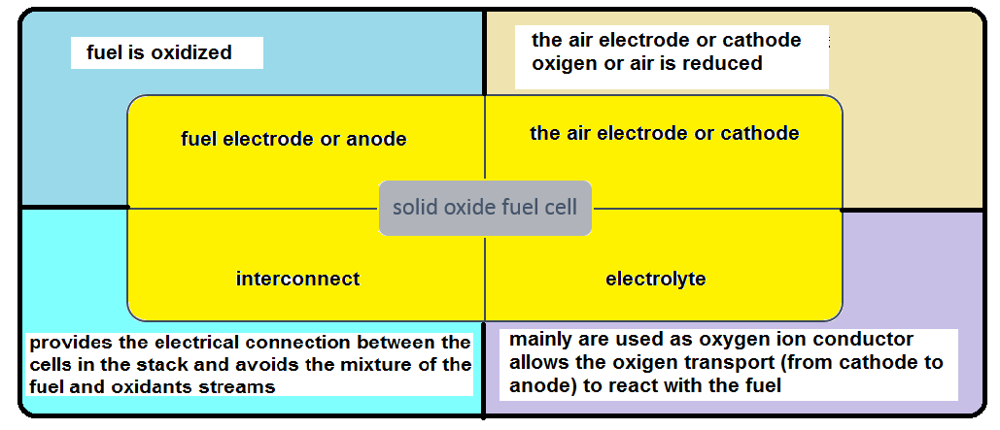 fuel is oxidized
the air electrode or cathode
oxigen or air is reduced
fuel electrode or anode
the air electrode or cathode
solid oxide fuel cell
interconnect
electrolyte
provides the electrical connection between the
cells in the stack and avoids the mixture of the
fuel and oxidants streams
mainly are used as oxygen ion conductor
allows the oxigen transport (from cathode to
anode) to react with the fuel